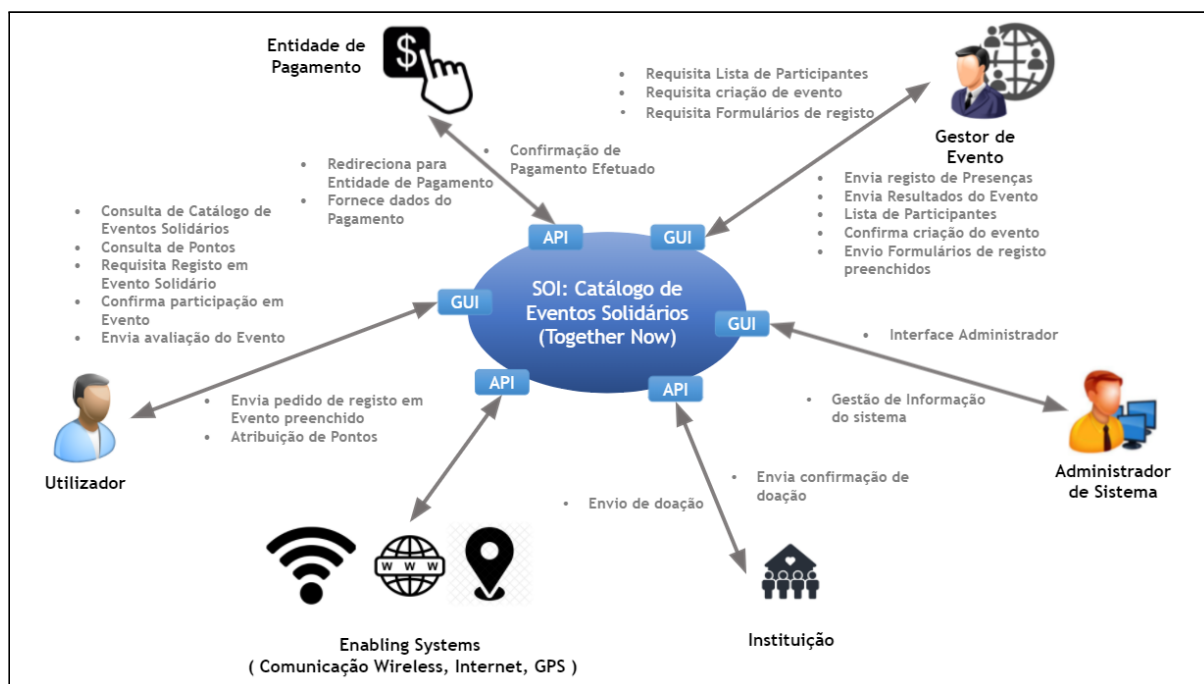 Entidade de
Pagamento
$
• Requisita Lista de Participantes
• Requisita criação de evento
• Requisita Formulários de registo
Gestor de
Evento
• Envia registo de Presenças
• Envia Resultados do Evento
• Lista de Participantes
• Confirma criação do evento
• Envio Formulários de registo
preenchidos
• Confirmação de
Pagamento Efetuado
• Redireciona para
Entidade de Pagamento
• Fornece dados do
Pagamento
• Consulta de Catálogo de
Eventos Solidários
• Consulta de Pontos
• Requisita Registo em
Evento Solidário
• Confirma participação em
Evento
• Envia avaliação do Evento
API
GUI
GUI
SOI: Catálogo de
Eventos Solidários
(Together Now)
GUI
API
API
• Interface Administrador
• Gestão de Informação
do sistema
Administrador
de Sistema
• Envia pedido de registo em
Evento preenchido
• Atribuição de Pontos
Utilizador
• Envio de doação
• Envia confirmação de
doação
W W W
Enabling Systems
( Comunicação Wireless, Internet, GPS )
Instituição